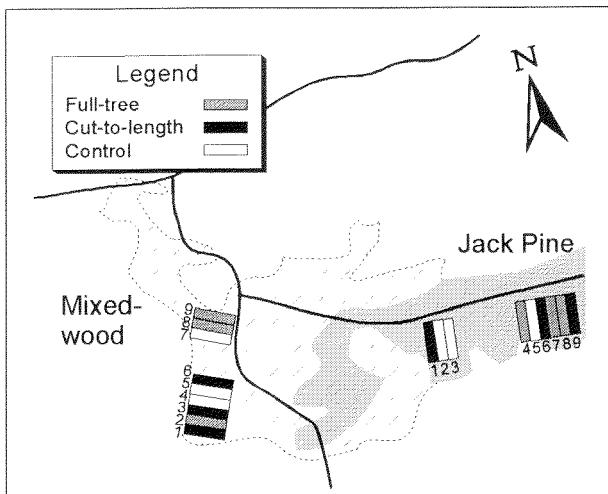 N
Legend
Full-tree
Cut-to-length
Control
Jack Pine
Mixed-
wood
9
8
7
6
5
4
3
2
1
123
456789